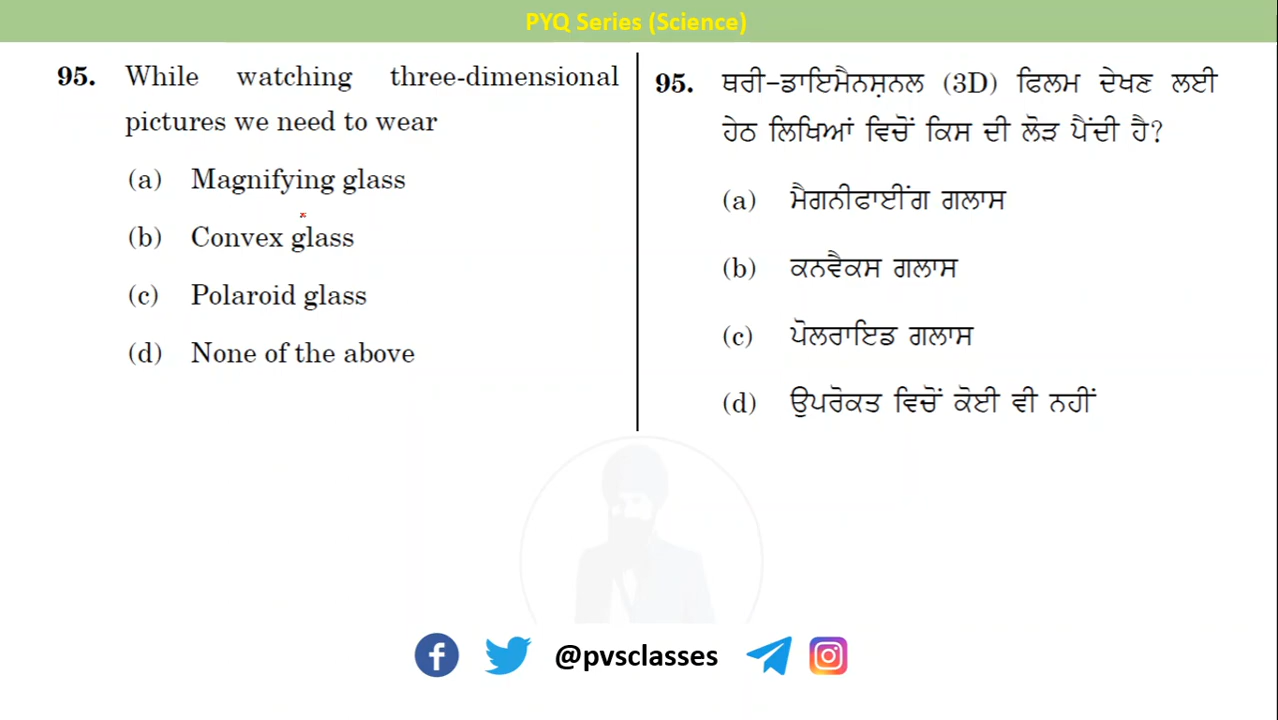 PYQ Series (Science)
95. While watching three-dimensional
pictures we need to wear
(a) Magnifying glass
(b) Convex glass
(c) Polaroid glass
(d) None of the above
95. ਥਰੀ-ਡਾਇਮੈਨਸ਼ਨਲ (3D) ਫਿਲਮ ਦੇਖਣ ਲਈ
ਹੇਠ ਲਿਖਿਆਂ ਵਿਚੋਂ ਕਿਸ ਦੀ ਲੋੜ ਪੈਂਦੀ ਹੈ?
(a) ਮੈਗਨੀਫਾਈਂਗ ਗਲਾਸ
(b) ਕਨਵੈਕਸ ਗਲਾਸ
(c) ਪੋਲਰਾਇਡ ਗਲਾਸ
(d) ਉਪਰੋਕਤ ਵਿਚੋਂ ਕੋਈ ਵੀ ਨਹੀਂ
@pvsclasses